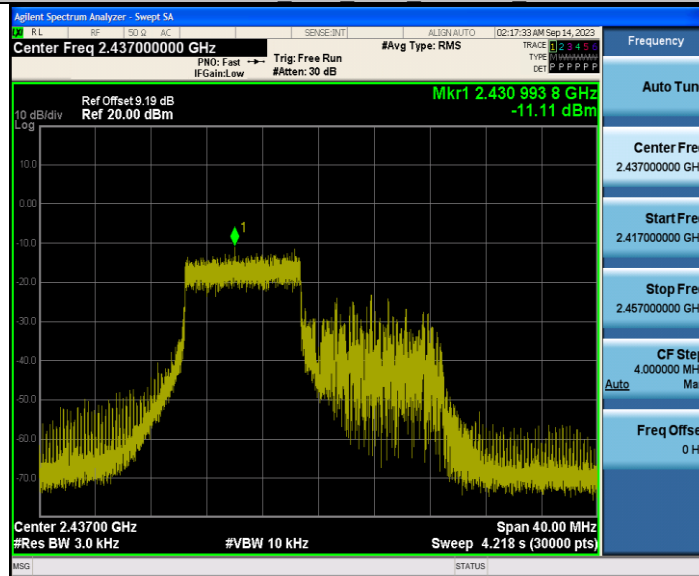 Agilent Spectrum Analyzer - Swept SA
RL RF 50 Ω AC SENSE:INT ALIGN AUTO 02:17:33 AM Sep 14, 2023
Center Freq 2.437000000 GHz
PNO: Fast
IFGain:Low
Trig: Free Run
#Atten: 30 dB
#Avg Type: RMS
TRACE 1 2 3 4 5 6
TYPE M
DET P P P P P P
Ref Offset 9.19 dB
Ref 20.00 dBm
10 dB/div
Log
Mkr1 2.430 993 8 GHz
-11.11 dBm
10.0
0.00
-10.0
-20.0
-30.0
-40.0
-50.0
-60.0
-70.0
1
Center 2.43700 GHz
#Res BW 3.0 kHz
#VBW 10 kHz
Span 40.00 MHz
Sweep 4.218 s (30000 pts)
MSG
STATUS
Frequency
Auto Tun
Center Fre
2.437000000 GH
Start Fre
2.417000000 GH
Stop Fre
2.457000000 GH
CF Step
4.000000 MH
Auto Ma
Freq Offse
0 H